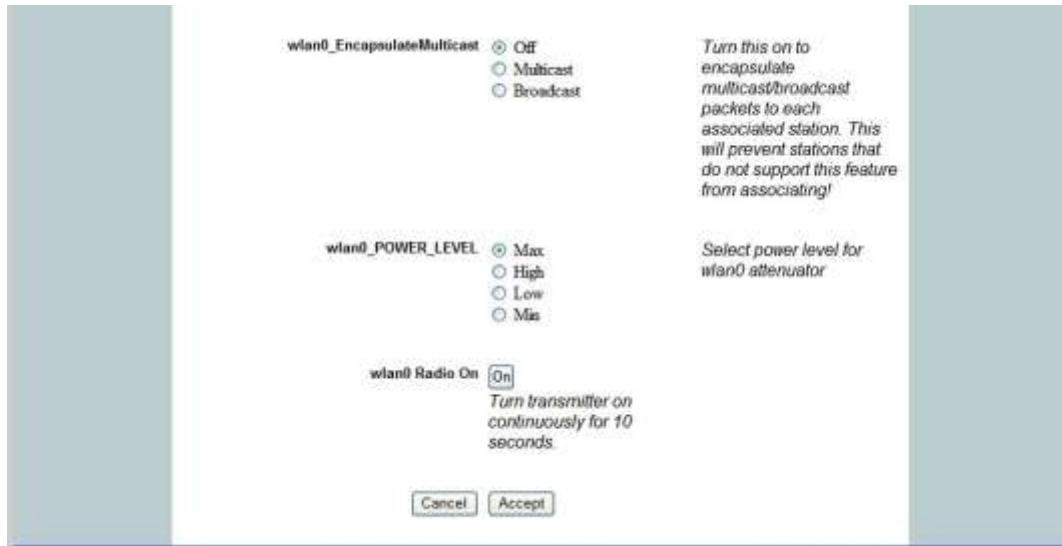 wlan0_EncapsulateMulticast
Off
Multicast
Broadcast
Turn this on to
encapsulate
multicast/broadcast
packets to each
associated station. This
will prevent stations that
do not support this feature
from associating!
wlan0_POWER_LEVEL
Max
High
Low
Min
Select power level for
wlan0 attenuator
wlan0 Radio On
On
Turn transmitter on
continuously for 10
seconds.
Cancel Accept